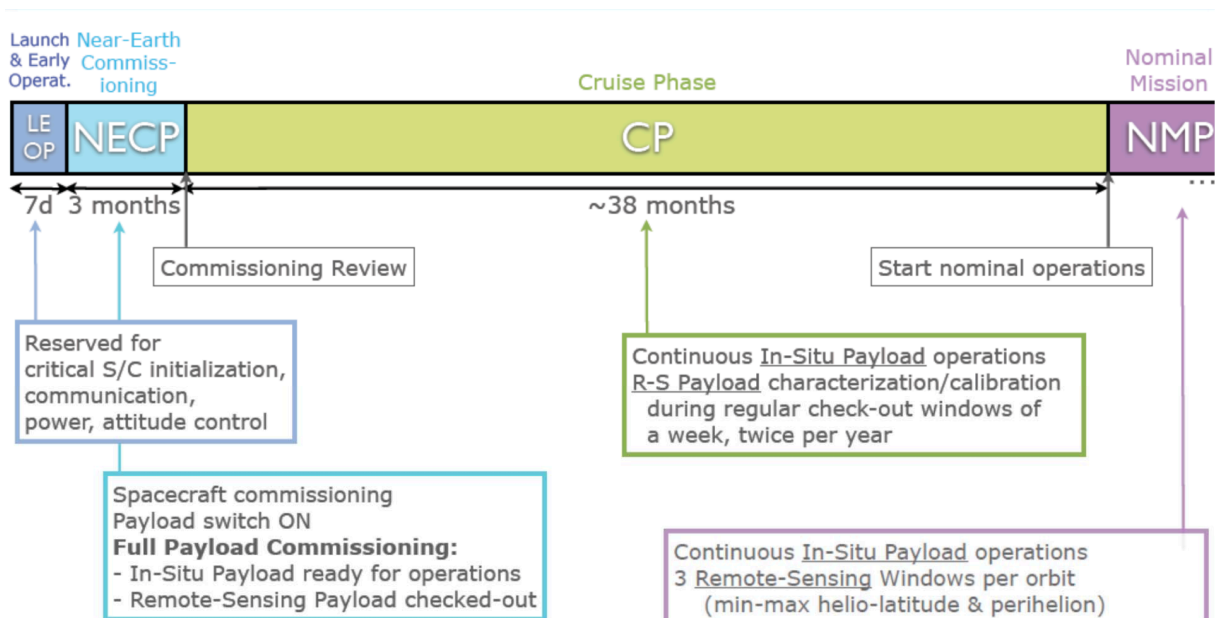 Launch
& Early
Operat.
Near-Earth
Commiss-
ioning
Cruise Phase
Nominal
Mission
LE
OP
NECP
CP
NMP
...
7d
3 months
~38 months
Commissioning Review
Start nominal operations
Reserved for
critical S/C initialization,
communication,
power, attitude control
Continuous In-Situ Payload operations
R-S Payload characterization/calibration
during regular check-out windows of
a week, twice per year
Spacecraft commissioning
Payload switch ON
Full Payload Commissioning:
- In-Situ Payload ready for operations
- Remote-Sensing Payload checked-out
Continuous In-Situ Payload operations
3 Remote-Sensing Windows per orbit
(min-max helio-latitude & perihelion)